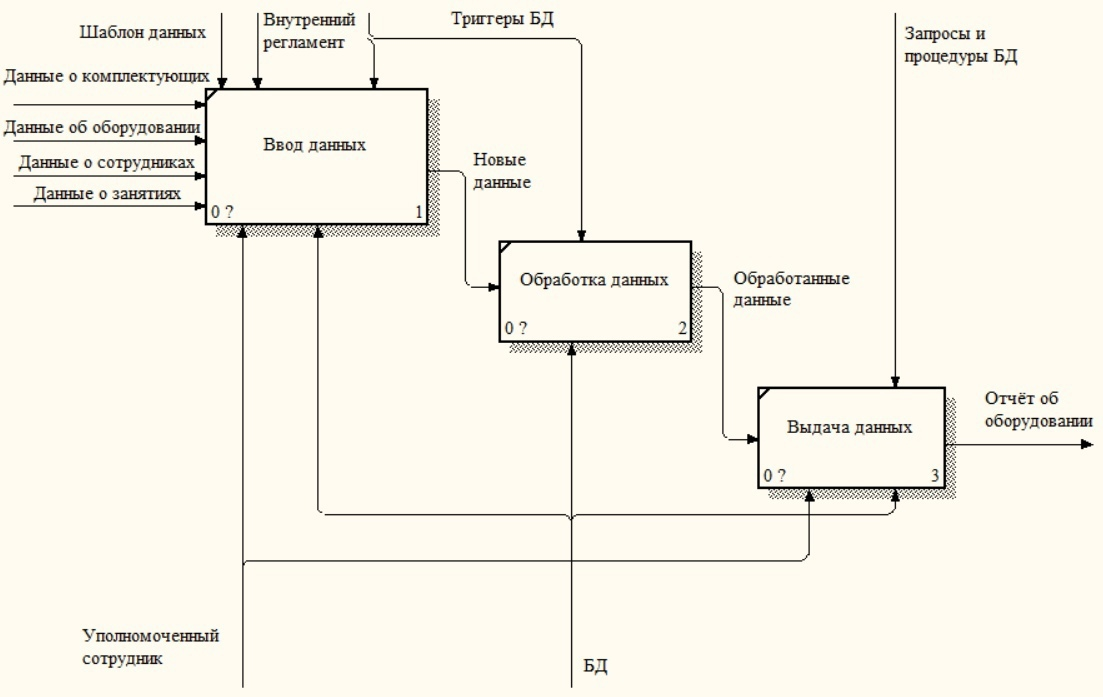 Шаблон данных
Внутренний
регламент
Триггеры БД
Запросы и
процедуры БД
Данные о комплектующих
Данные об оборудовании
Данные о сотрудниках
Данные о занятиях
Ввод данных
0 ?
1
Новые
данные
Обработка данных
0 ?
2
Обработанные
данные
Выдача данных
0 ?
3
Отчёт об
оборудовании
Уполномоченный
сотрудник
БД